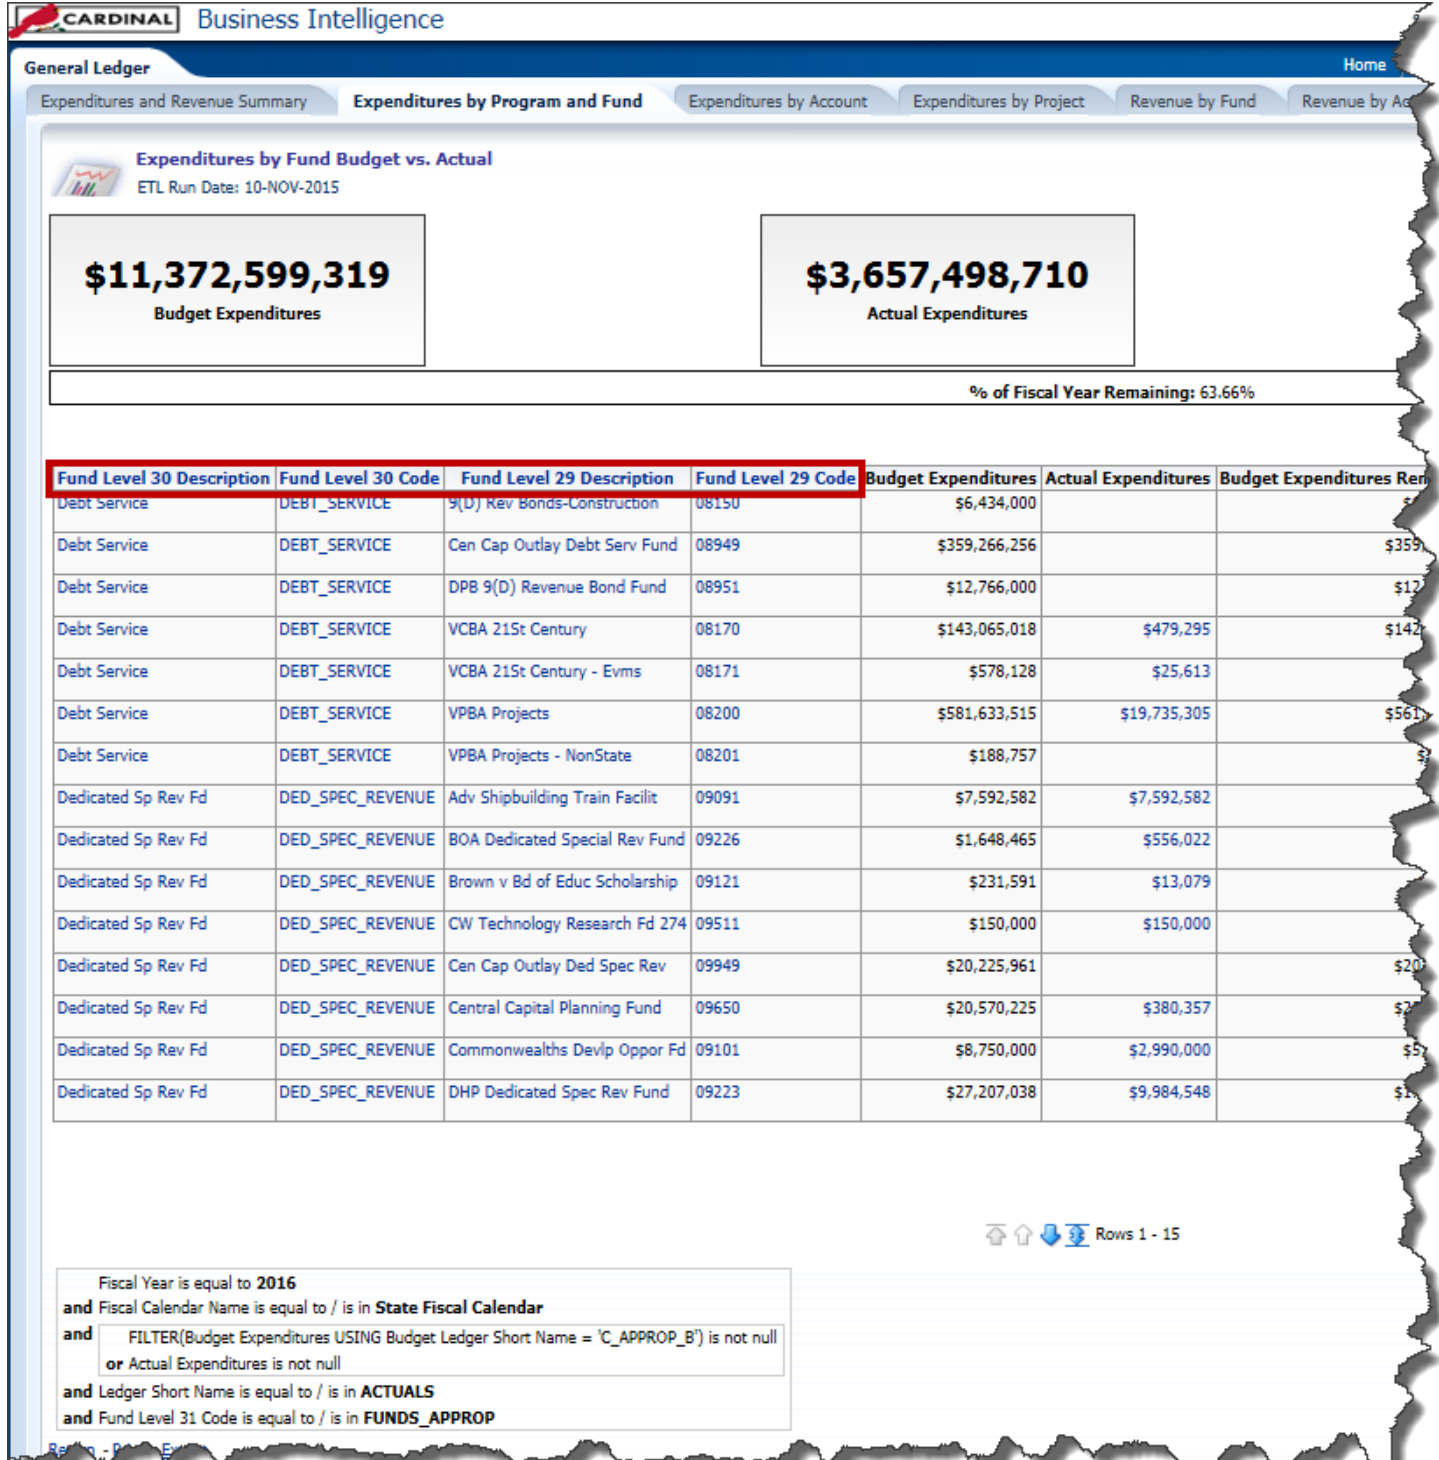 CARDINAL Business Intelligence
General Ledger Home
Expenditures and Revenue Summary Expenditures by Program and Fund Expenditures by Account Expenditures by Project Revenue by Fund Revenue by
Expenditures by Fund Budget vs. Actual
ETL Run Date: 10-NOV-2015
$11,372,599,319 $3,657,498,710
Budget Expenditures Actual Expenditures
% of Fiscal Year Remaining: 63.66%
Fund Level 30 Description Fund Level 30 Code Fund Level 29 Description Fund Level 29 Code Budget Expenditures Actual Expenditures Budget Expenditures Rem
Debt Service DEBT_SERVICE 9(D) Rev Bonds-Construction 08150 $6,434,000
Debt Service DEBT_SERVICE Cen Cap Outlay Debt Serv Fund 08949 $359,266,256 $359
Debt Service DEBT_SERVICE DPB 9(D) Revenue Bond Fund 08951 $12,766,000 $12
Debt Service DEBT_SERVICE VCBA 21St Century 08170 $143,065,018 $479,295 $142
Debt Service DEBT_SERVICE VCBA 21St Century - Evms 08171 $578,128 $25,613
Debt Service DEBT_SERVICE VPBA Projects 08200 $581,633,515 $19,735,305 $561
Debt Service DEBT_SERVICE VPBA Projects - NonState 08201 $188,757
Dedicated Sp Rev Fd DED_SPEC_REVENUE Adv Shipbuilding Train Facilit 09091 $7,592,582 $7,592,582
Dedicated Sp Rev Fd DED_SPEC_REVENUE BOA Dedicated Special Rev Fund 09226 $1,648,465 $556,022
Dedicated Sp Rev Fd DED_SPEC_REVENUE Brown v Bd of Educ Scholarship 09121 $231,591 $13,079
Dedicated Sp Rev Fd DED_SPEC_REVENUE CW Technology Research Fd 274 09511 $150,000 $150,000
Dedicated Sp Rev Fd DED_SPEC_REVENUE Cen Cap Outlay Ded Spec Rev 09949 $20,225,961 $20
Dedicated Sp Rev Fd DED_SPEC_REVENUE Central Capital Planning Fund 09650 $20,570,225 $380,357
Dedicated Sp Rev Fd DED_SPEC_REVENUE Commonwealths Devlp Oppor Fd 09101 $8,750,000 $2,990,000 $5
Dedicated Sp Rev Fd DED_SPEC_REVENUE DHP Dedicated Spec Rev Fund 09223 $27,207,038 $9,984,548
Rows 1 - 15
Fiscal Year is equal to 2016
and Fiscal Calendar Name is equal to / is in State Fiscal Calendar
and FILTER(Budget Expenditures USING Budget Ledger Short Name = 'C_APPROP_B') is not null
or Actual Expenditures is not null
and Ledger Short Name is equal to / is in ACTUALS
and Fund Level 31 Code is equal to / is in FUNDS_APPROP